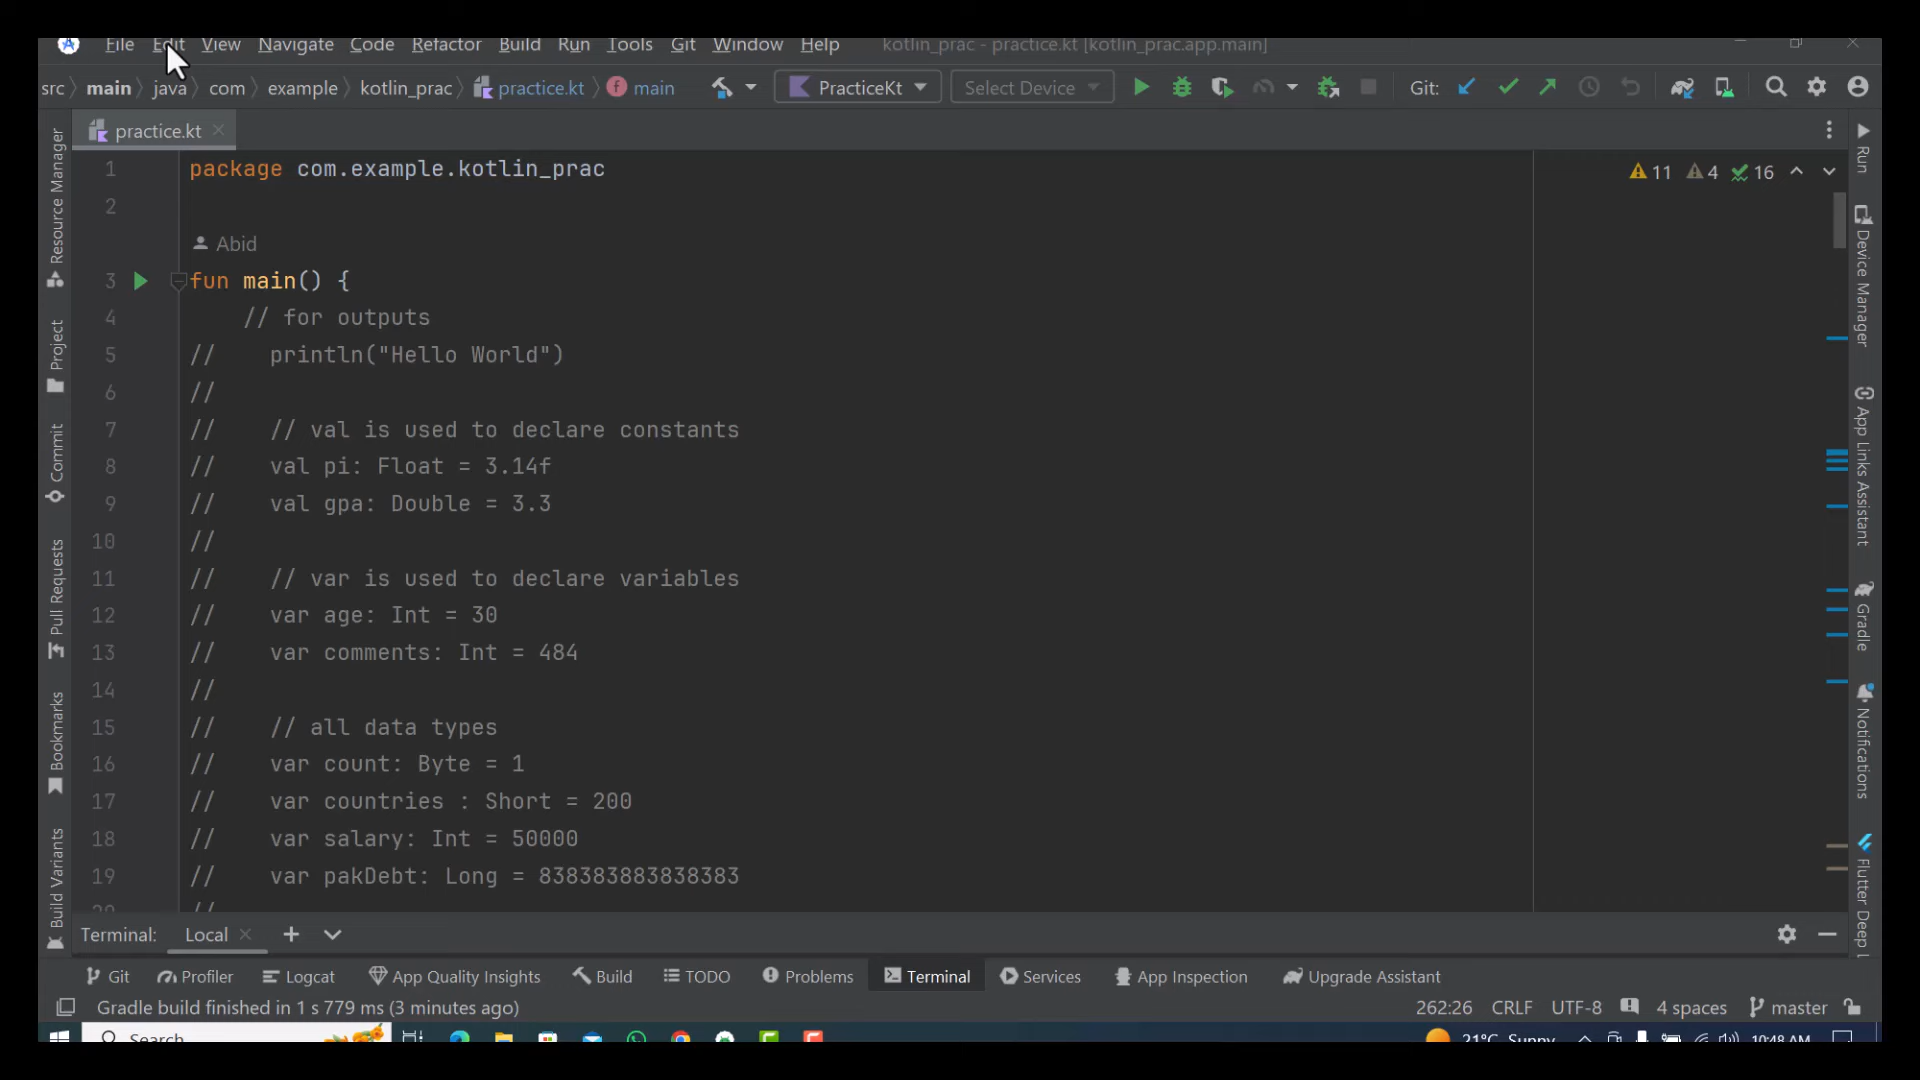 File Edit View Navigate Code Refactor Build Run Tools Git Window Help kotlin_prac - practice.kt [kotlin_prac.app.main]
src main java com example kotlin_prac practice.kt main PracticeKt Select Device Git:
practice.kt
1 package com.example.kotlin_prac
11 4 16
2
Abid
3 fun main() {
4 // for outputs
5 // println("Hello World")
6 //
7 // // val is used to declare constants
8 // val pi: Float = 3.14f
9 // val gpa: Double = 3.3
10 //
11 // // var is used to declare variables
12 // var age: Int = 30
13 // var comments: Int = 484
14 //
15 // // all data types
16 // var count: Byte = 1
17 // var countries : Short = 200
18 // var salary: Int = 50000
19 // var pakDebt: Long = 838383883838383
20 //
Resource Manager
Project
Commit
Pull Requests
Bookmarks
Build Variants
Run
Device Manager
App Links Assistant
Gradle
Notifications
Flutter Deep L
Terminal: Local
Git Profiler Logcat App Quality Insights Build TODO Problems Terminal Services App Inspection Upgrade Assistant
Gradle build finished in 1 s 779 ms (3 minutes ago) 262:26 CRLF UTF-8 4 spaces master
Search 21°C Sunny 10:48 AM